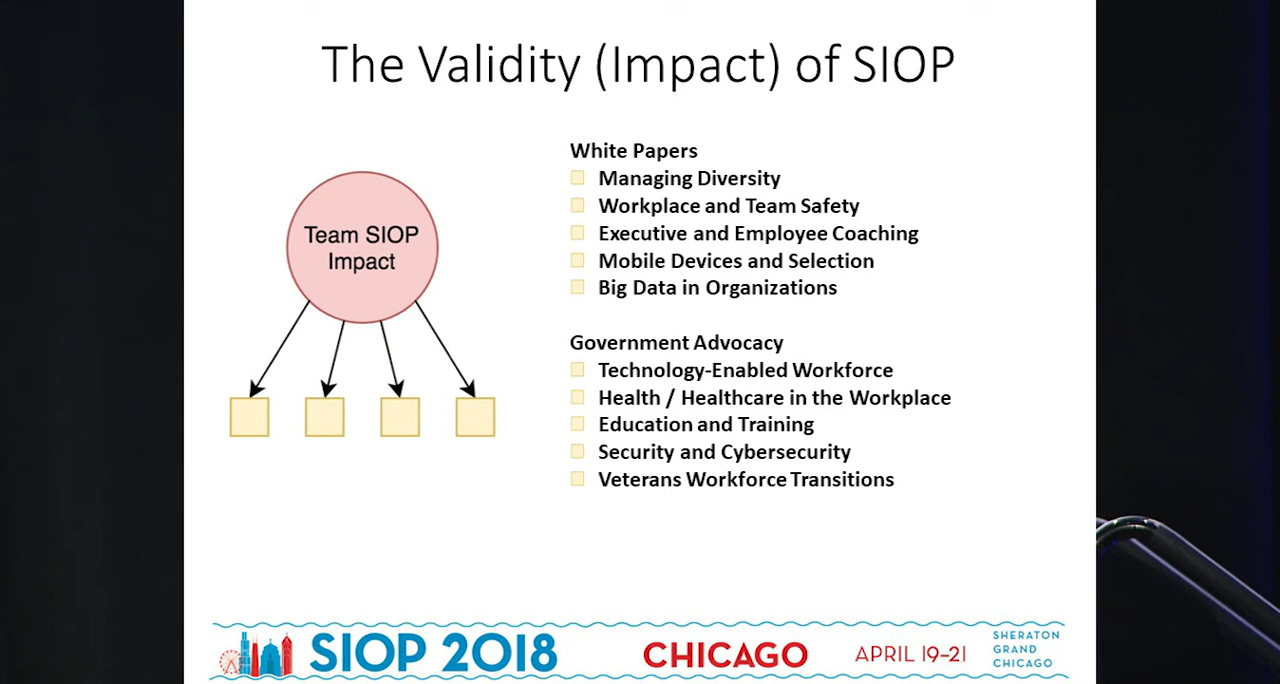 The Validity (Impact) of SIOP
Team SIOP
Impact
White Papers
Managing Diversity
Workplace and Team Safety
Executive and Employee Coaching
Mobile Devices and Selection
Big Data in Organizations
Government Advocacy
Technology-Enabled Workforce
Health / Healthcare in the Workplace
Education and Training
Security and Cybersecurity
Veterans Workforce Transitions
SIOP 2018
CHICAGO
APRIL 19–21
SHERATON
GRAND
CHICAGO